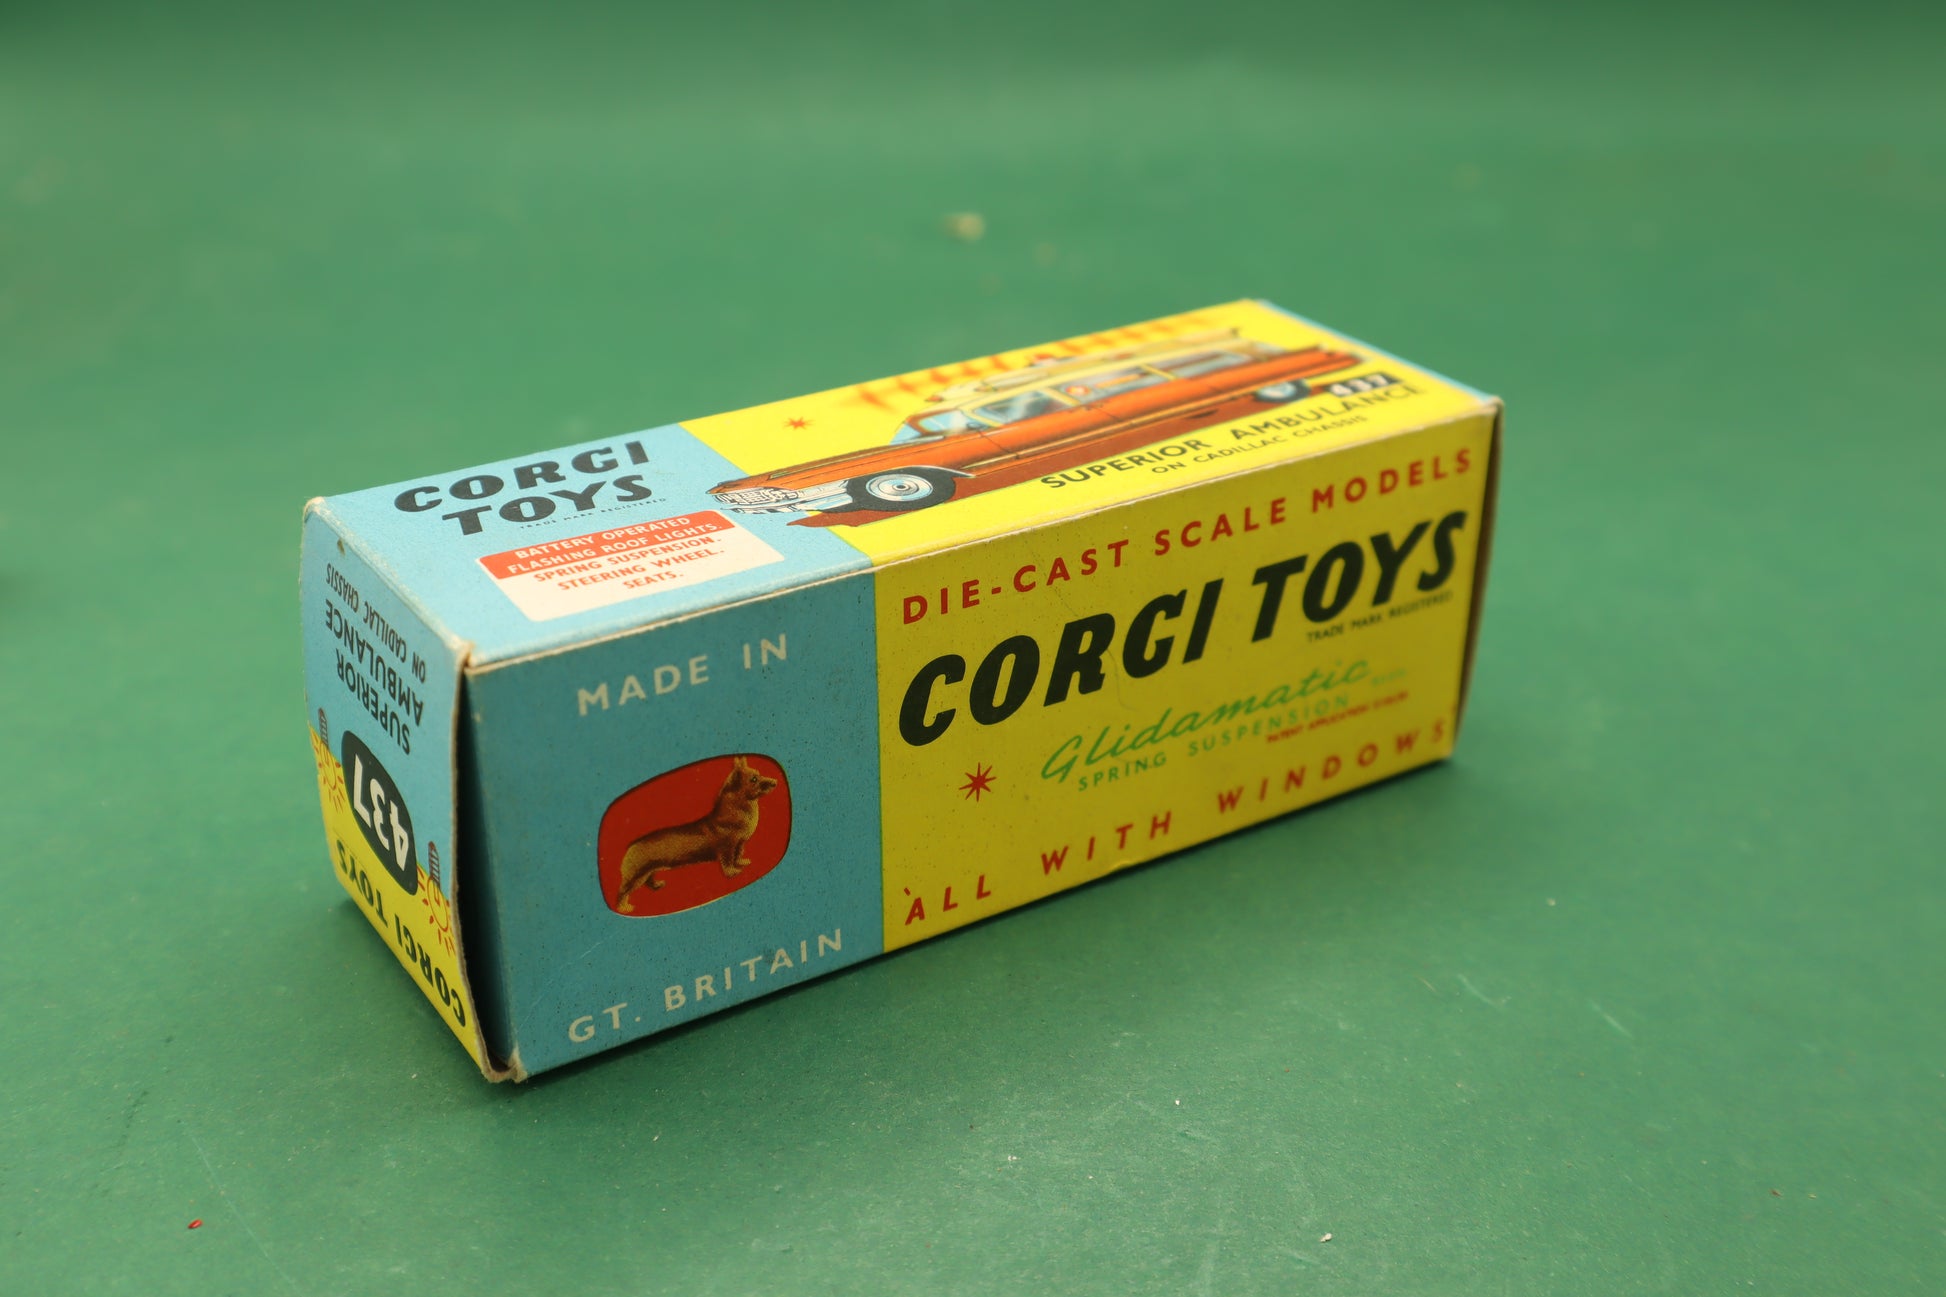 CORGI
TOYS
TRADE MARK REGISTERED
BATTERY OPERATED
FLASHING ROOF LIGHTS.
SPRING SUSPENSION.
STEERING WHEEL.
SEATS.
437
SUPERIOR AMBULANCE
ON CADILLAC CHASSIS
MADE IN
GT. BRITAIN
DIE-CAST SCALE MODELS
CORGI TOYS
TRADE MARK REGISTERED
Glidamatic
SPRING SUSPENSION
PATENT APPLICATION
ALL WITH WINDOWS
CORGI TOYS
437
SUPERIOR
AMBULANCE
ON CADILLAC CHASSIS